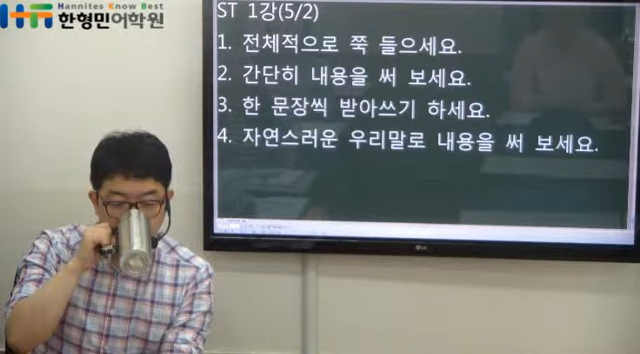 Hannites Know Best
한형민어학원
ST 1강(5/2)
1. 전체적으로 쭉 들으세요.
2. 간단히 내용을 써 보세요.
3. 한 문장씩 받아쓰기 하세요.
4. 자연스러운 우리말로 내용을 써 보세요.
LG